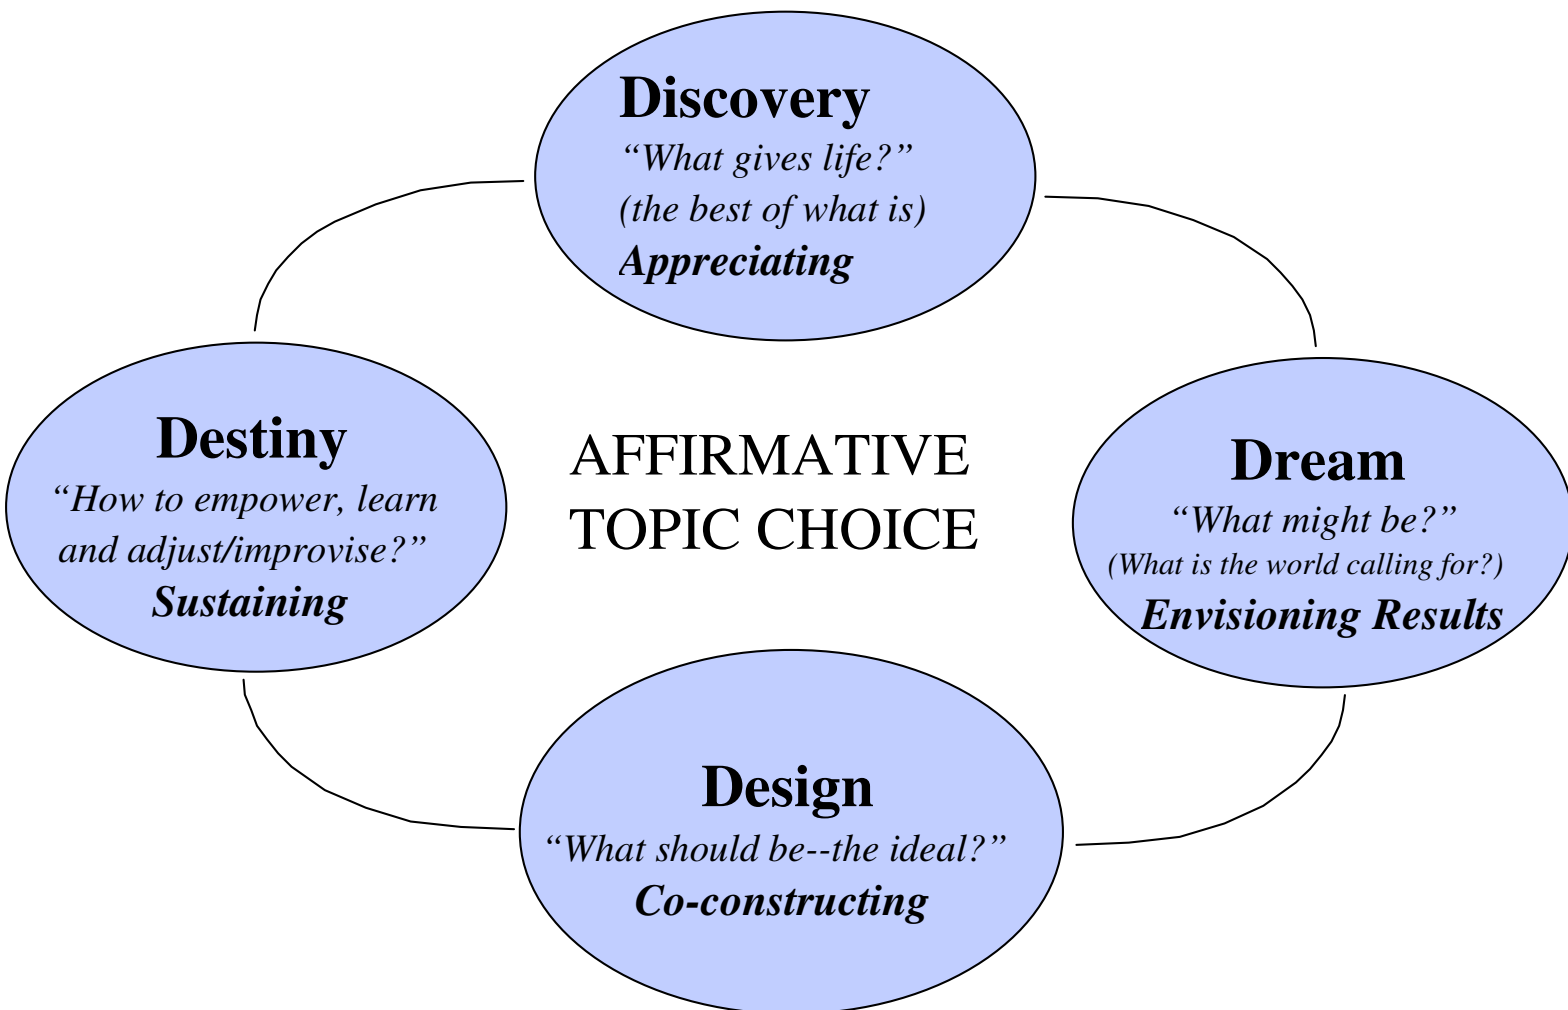 Discovery
“What gives life?”
(the best of what is)
Appreciating
Destiny
“How to empower, learn
and adjust/improvise?”
Sustaining
AFFIRMATIVE
TOPIC CHOICE
Dream
“What might be?”
(What is the world calling for?)
Envisioning Results
Design
“What should be--the ideal?”
Co-constructing